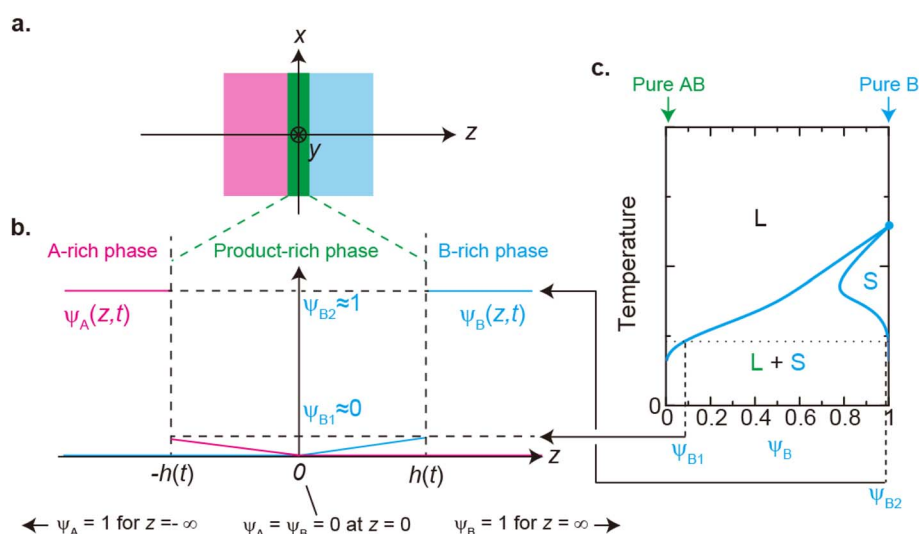 a.
x
z
y
b.
A-rich phase
Product-rich phase
B-rich phase
ψA(z,t)
ψB2≈1
ψB(z,t)
ψB1≈0
z
-h(t)
0
h(t)
ψA = 1 for z =- ∞
ψA = ψB = 0 at z = 0
ψB = 1 for z = ∞
c.
Pure AB
Pure B
Temperature
L
S
L + S
0
0 0.2 0.4 0.6 0.8 1
ψB1
ψB
ψB2